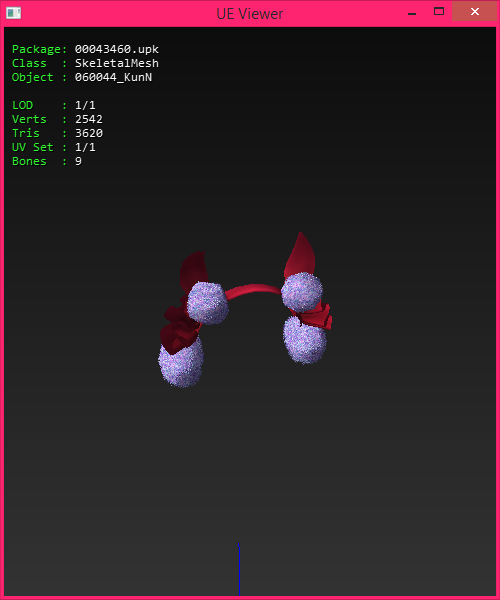 UE Viewer
Package: 00043460.upk
Class  : SkeletalMesh
Object : 060044_KunN
LOD    : 1/1
Verts  : 2542
Tris   : 3620
UV Set : 1/1
Bones  : 9